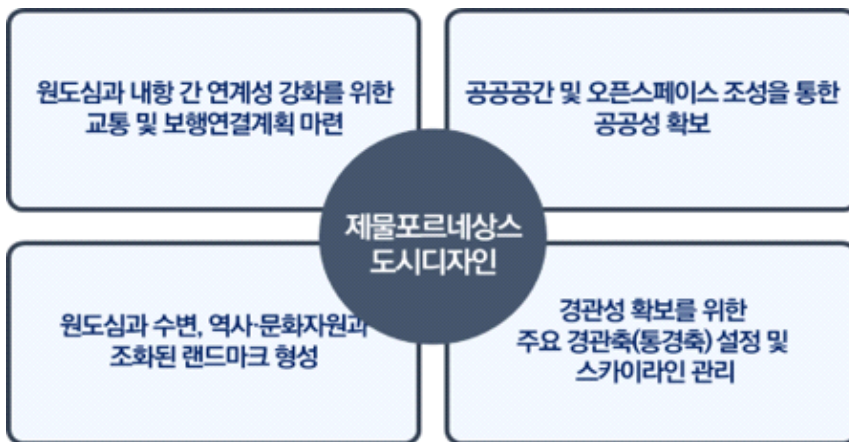 원도심과 내항 간 연계성 강화를 위한
교통 및 보행연결계획 마련
공공공간 및 오픈스페이스 조성을 통한
공공성 확보
제물포르네상스
도시디자인
원도심과 수변, 역사·문화자원과
조화된 랜드마크 형성
경관성 확보를 위한
주요 경관축(통경축) 설정 및
스카이라인 관리